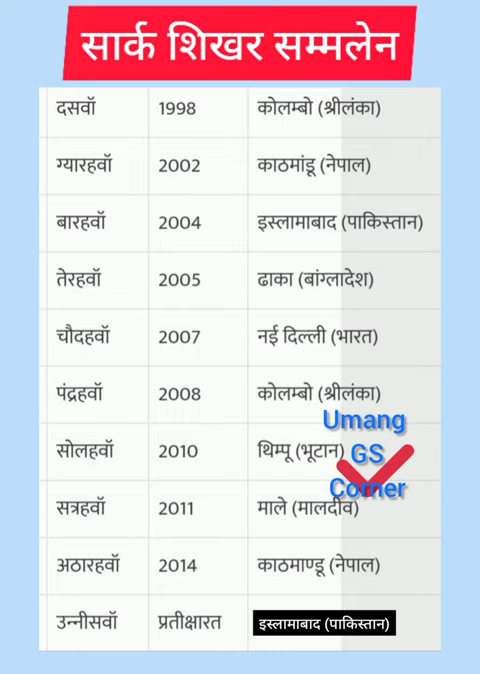 सार्क शिखर सम्मलेन
दसवॉ 1998 कोलम्बो (श्रीलंका)
ग्यारहवॉ 2002 काठमांडू (नेपाल)
बारहवॉ 2004 इस्लामाबाद (पाकिस्तान)
तेरहवॉ 2005 ढाका (बांग्लादेश)
चौदहवॉ 2007 नई दिल्ली (भारत)
पंद्रहवॉ 2008 कोलम्बो (श्रीलंका)
Umang
सोलहवॉ 2010 थिम्पू (भूटान) GS
Corner
सत्रहवॉ 2011 माले (मालदीव)
अठारहवॉ 2014 काठमाण्डू (नेपाल)
उन्नीसवॉ प्रतीक्षारत इस्लामाबाद (पाकिस्तान)